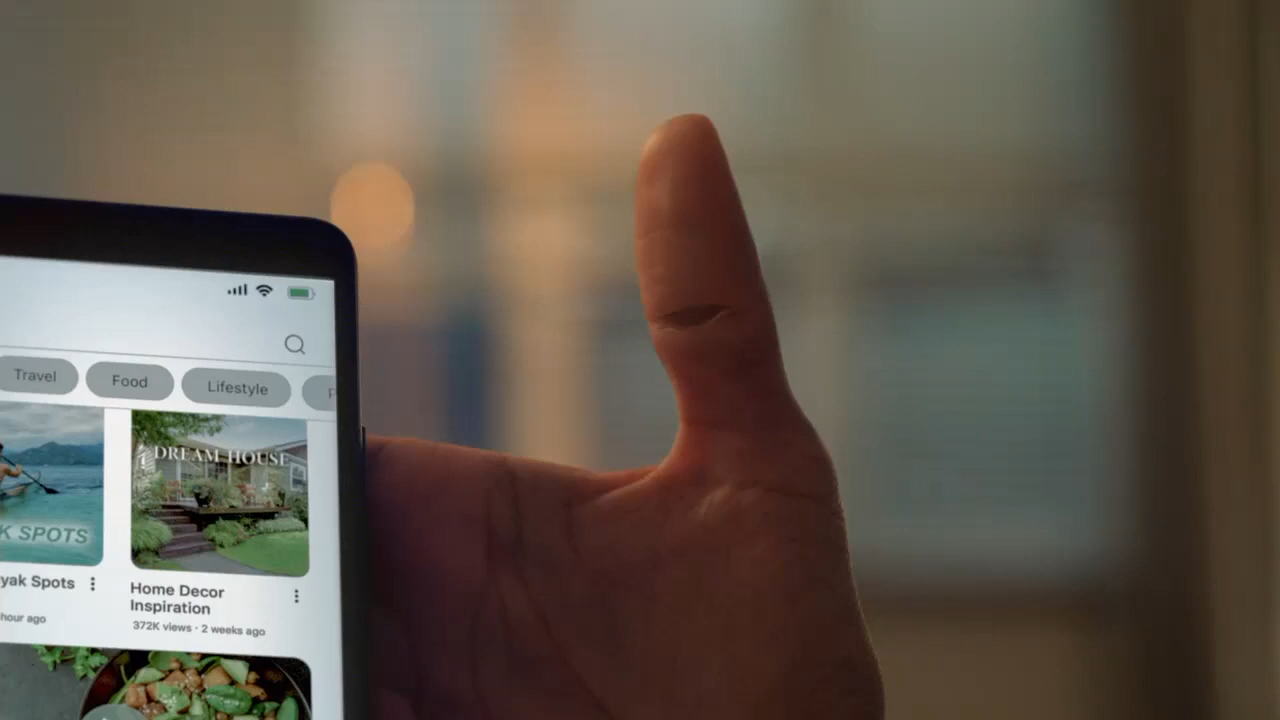 Travel
Food
Lifestyle
DREAM HOUSE
K SPOTS
yak Spots
hour ago
Home Decor
Inspiration
372K views · 2 weeks ago